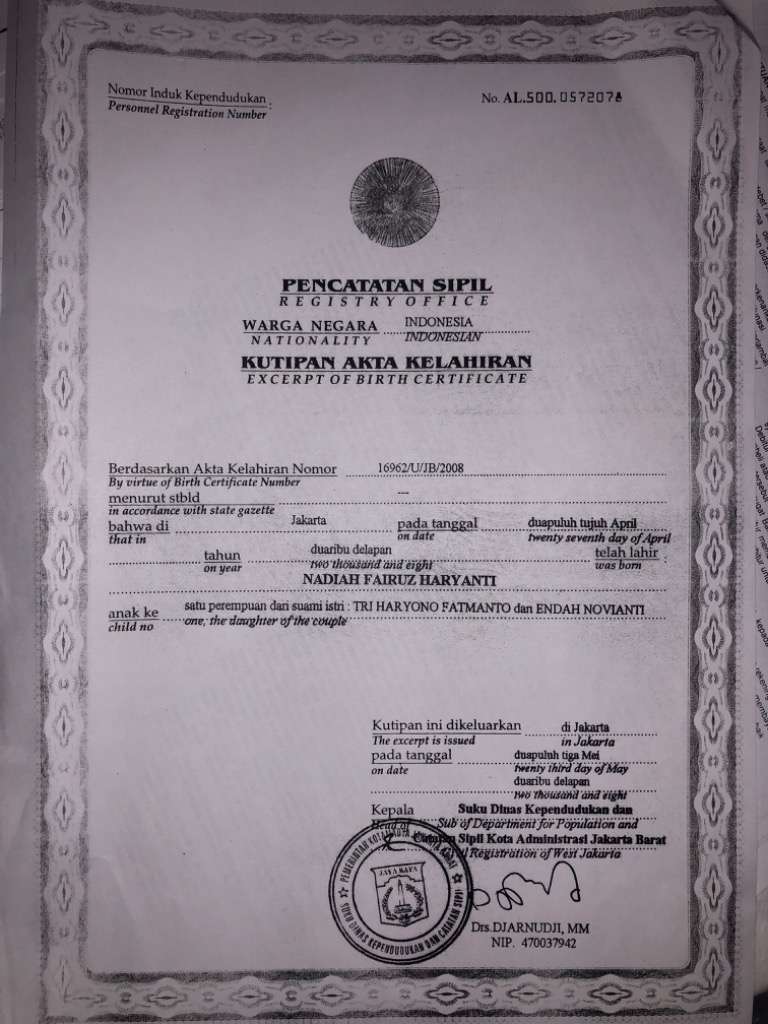 Nomor Induk Kependudukan :
Personnel Registration Number
No. AL.500.0572078
PENCATATAN SIPIL
REGISTRY OFFICE
WARGA NEGARA INDONESIA
NATIONALITY INDONESIAN
KUTIPAN AKTA KELAHIRAN
EXCERPT OF BIRTH CERTIFICATE
Berdasarkan Akta Kelahiran Nomor 16962/U/JB/2008
By virtue of Birth Certificate Number
menurut stbld ---
in accordance with state gazette
bahwa di Jakarta pada tanggal duapuluh tujuh April
that in on date twenty seventh day of April
tahun duaribu delapan telah lahir :
on year two thousand and eight was born
NADIAH FAIRUZ HARYANTI
anak ke satu perempuan dari suami istri : TRI HARYONO FATMANTO dan ENDAH NOVIANTI
child no one, the daughter of the couple
Kutipan ini dikeluarkan di Jakarta
The excerpt is issued in Jakarta
pada tanggal duapuluh tiga Mei
on date twenty third day of May
duaribu delapan
two thousand and eight
Kepala Suku Dinas Kependudukan dan
Head of Sub of Department for Population and
Catatan Sipil Kota Administrasi Jakarta Barat
Civil Registration of West Jakarta
JAYA RAYA
SUKU DINAS KEPENDUDUKAN DAN CATATAN SIPIL
Drs.DJARNUDJI, MM
NIP. 470037942